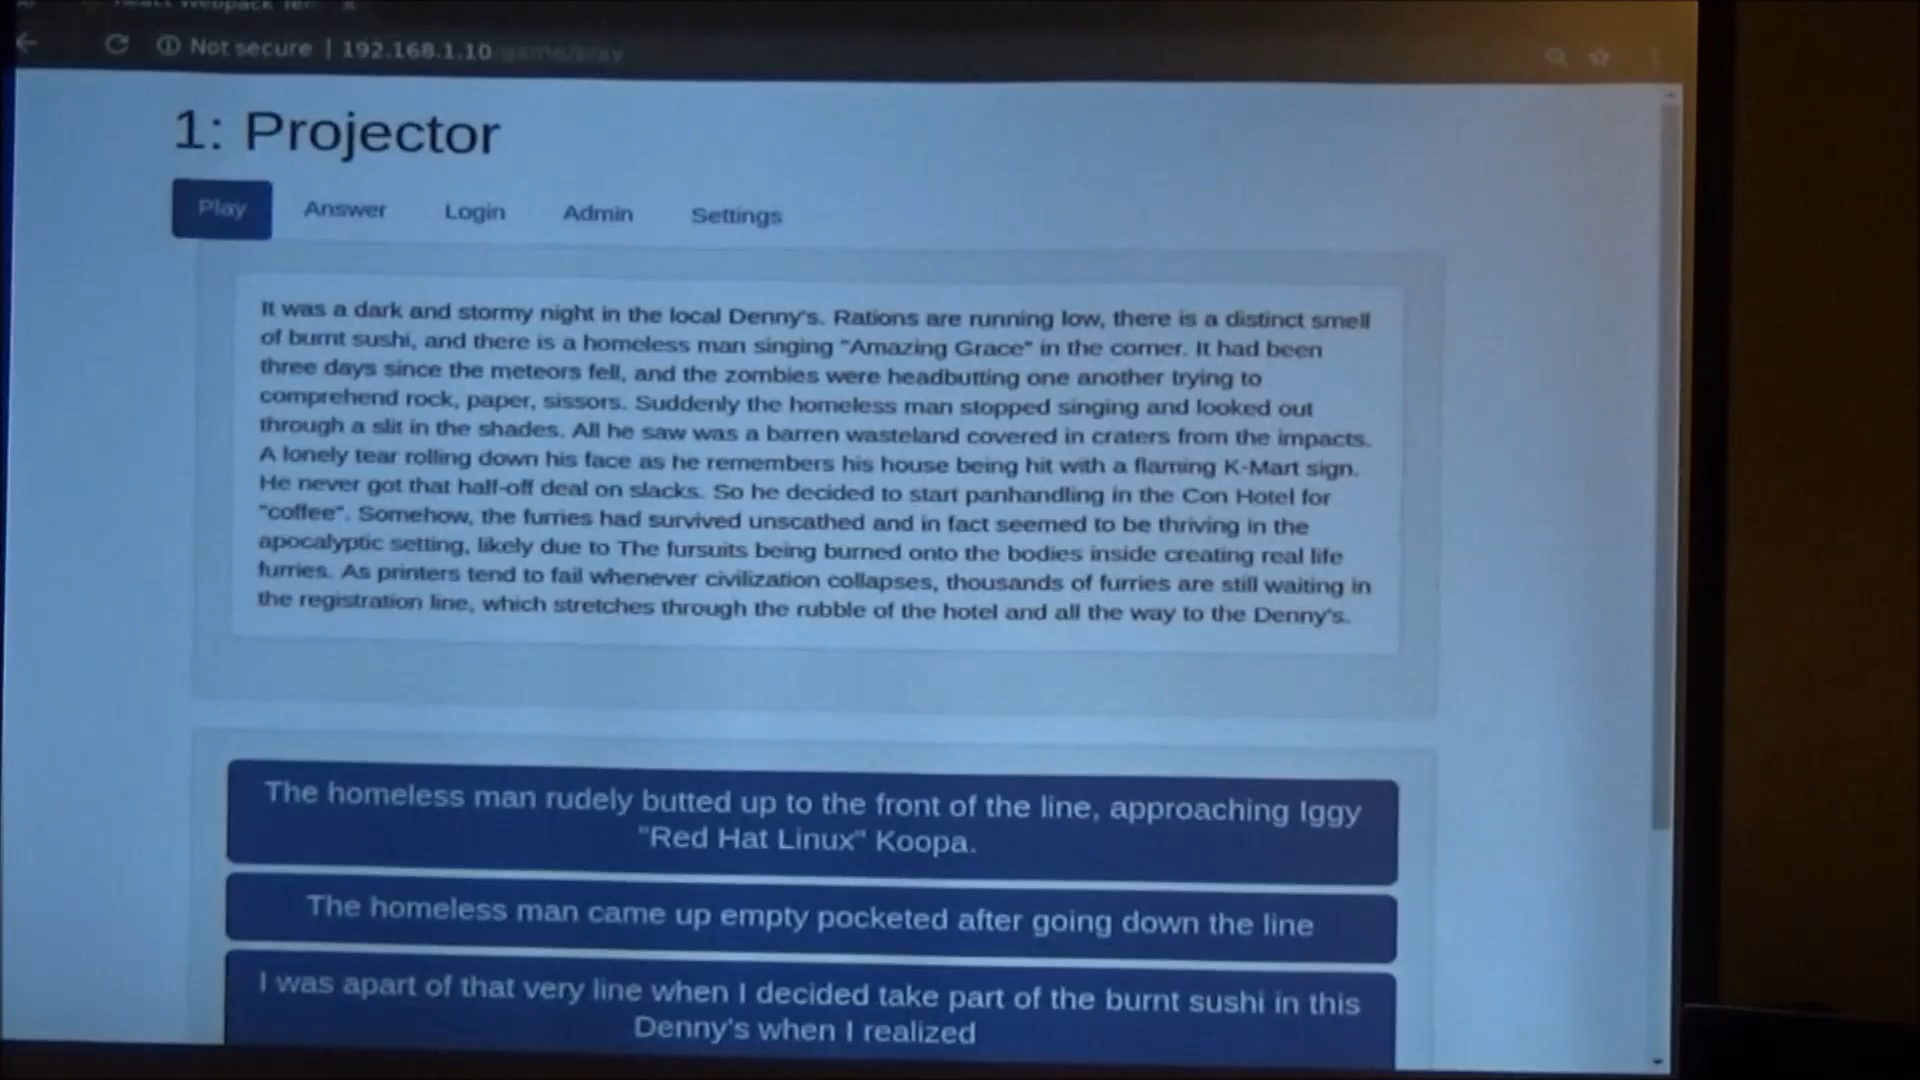 Not secure | 192.168.1.10/game/play
1: Projector
Play Answer Login Admin Settings
It was a dark and stormy night in the local Denny's. Rations are running low, there is a distinct smell
of burnt sushi, and there is a homeless man singing "Amazing Grace" in the corner. It had been
three days since the meteors fell, and the zombies were headbutting one another trying to
comprehend rock, paper, sissors. Suddenly the homeless man stopped singing and looked out
through a slit in the shades. All he saw was a barren wasteland covered in craters from the impacts.
A lonely tear rolling down his face as he remembers his house being hit with a flaming K-Mart sign.
He never got that half-off deal on slacks. So he decided to start panhandling in the Con Hotel for
"coffee". Somehow, the furries had survived unscathed and in fact seemed to be thriving in the
apocalyptic setting, likely due to The fursuits being burned onto the bodies inside creating real life
furries. As printers tend to fail whenever civilization collapses, thousands of furries are still waiting in
the registration line, which stretches through the rubble of the hotel and all the way to the Denny's.
The homeless man rudely butted up to the front of the line, approaching Iggy
"Red Hat Linux" Koopa.
The homeless man came up empty pocketed after going down the line
I was apart of that very line when I decided take part of the burnt sushi in this
Denny's when I realized